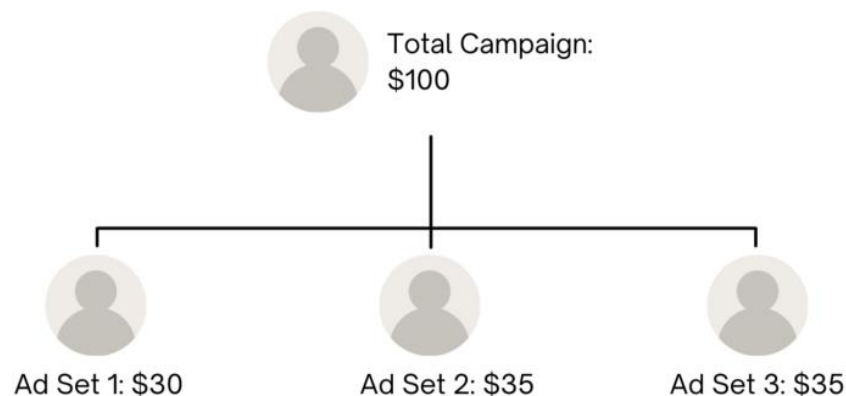 Total Campaign:
$100
Ad Set 1: $30
Ad Set 2: $35
Ad Set 3: $35